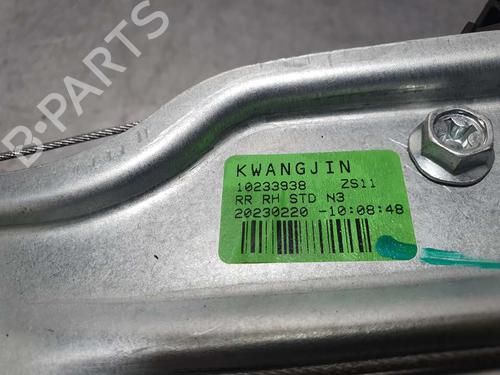 B-PARTS
KWANGJIN
10233938 ZS11
RR RH STD N3
20230220 -10:08:48